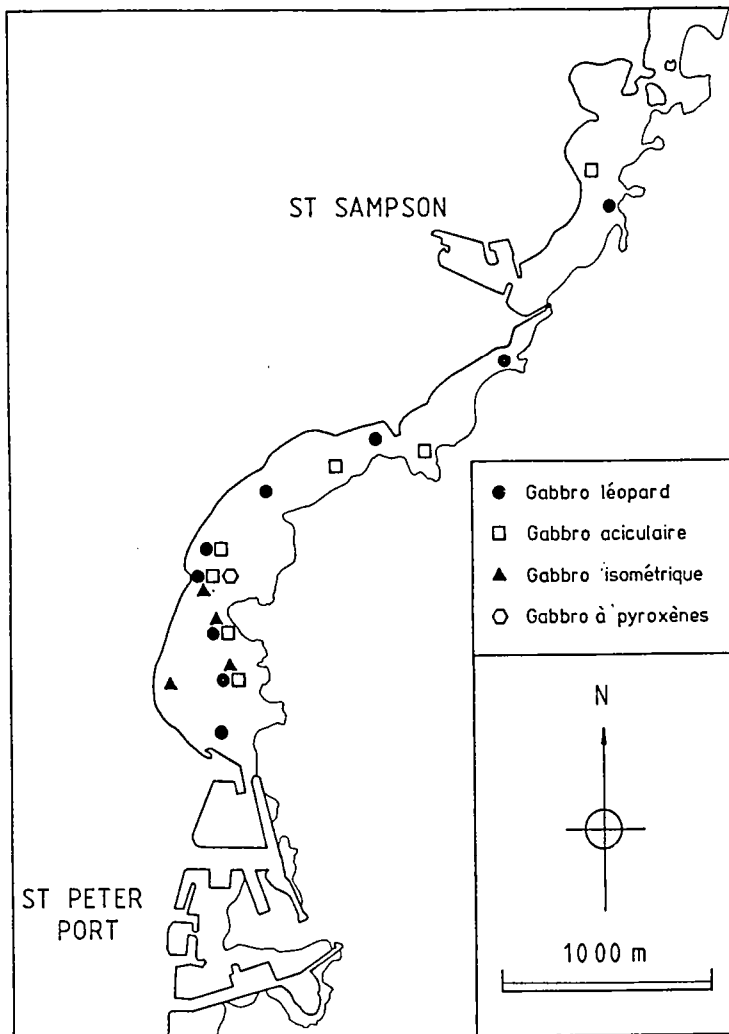 ST SAMPSON
Gabbro léopard
Gabbro aciculaire
Gabbro isométrique
Gabbro à pyroxènes
N
ST PETER
PORT
1000 m